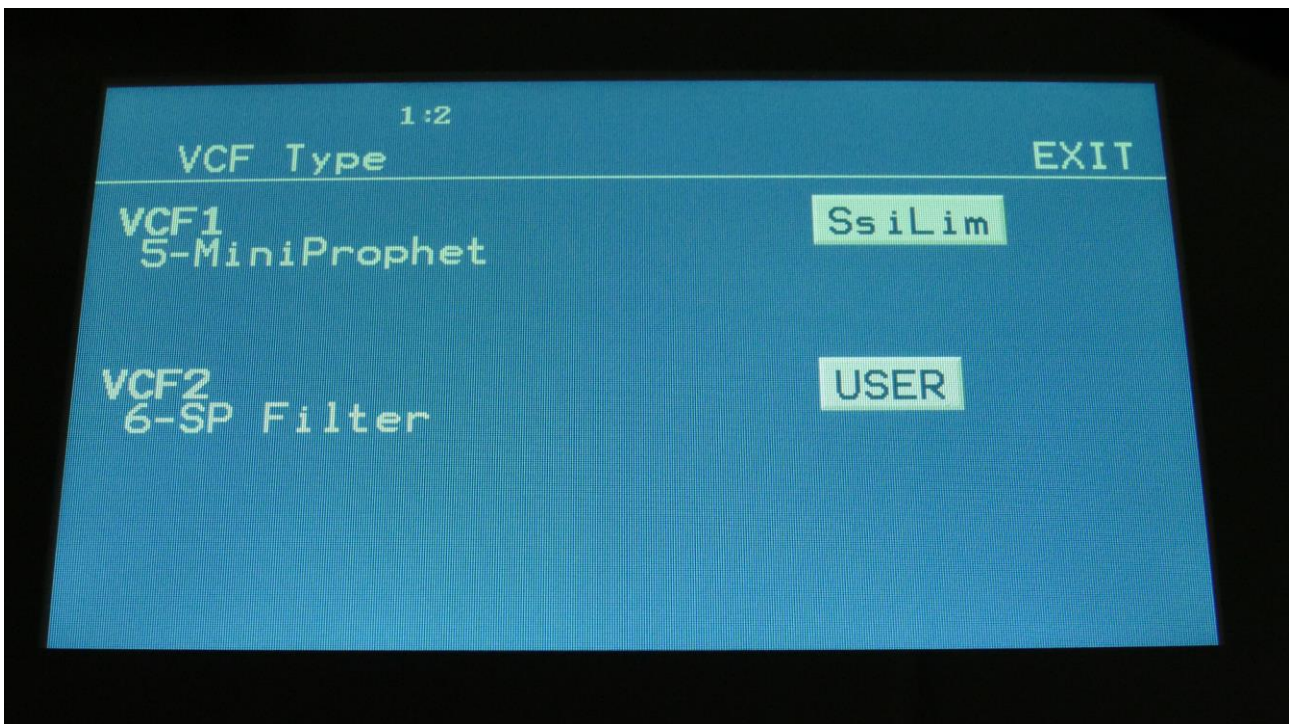 1:2
VCF Type EXIT
VCF1 SsiLim
5-MiniProphet
VCF2 USER
6-SP Filter